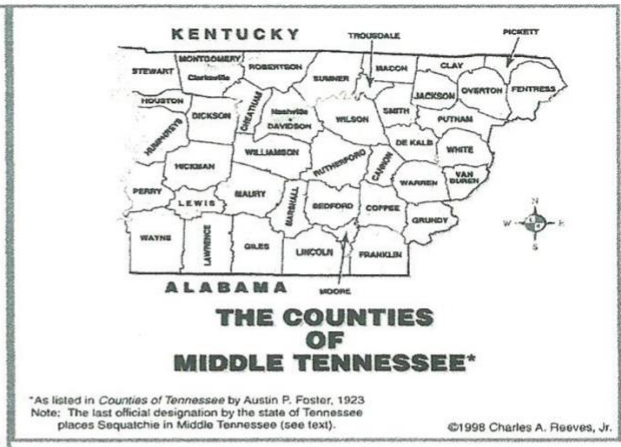 KENTUCKY
TROUSDALE
PICKETT
STEWART
MONTGOMERY
Clarksville
ROBERTSON
SUMNER
MACON
CLAY
JACKSON
OVERTON
FENTRESS
HOUSTON
DICKSON
CHEATHAM
Nashville
DAVIDSON
WILSON
SMITH
PUTNAM
HUMPHREYS
HICKMAN
WILLIAMSON
RUTHERFORD
CANNON
DE KALB
WHITE
VAN
BUREN
WARREN
PERRY
LEWIS
MAURY
MARSHALL
BEDFORD
COFFEE
GRUNDY
WAYNE
LAWRENCE
GILES
LINCOLN
FRANKLIN
N
W
E
S
ALABAMA
MOORE
THE COUNTIES
OF
MIDDLE TENNESSEE*
*As listed in Counties of Tennessee by Austin P. Foster, 1923
Note: The last official designation by the state of Tennessee
places Sequatchie in Middle Tennessee (see text).
©1998 Charles A. Reeves, Jr.